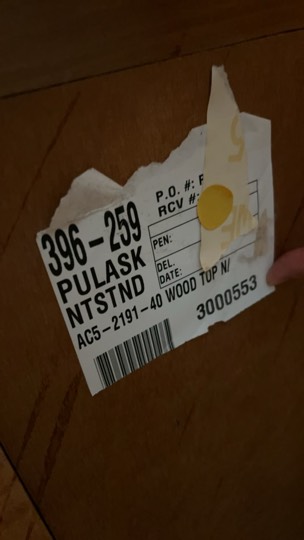 396-259
PULASK
NTSTND
AC5-2191-40 WOOD TOP N/
3000553
P.O. #:
RCV #:
PEN:
DEL.
DATE: